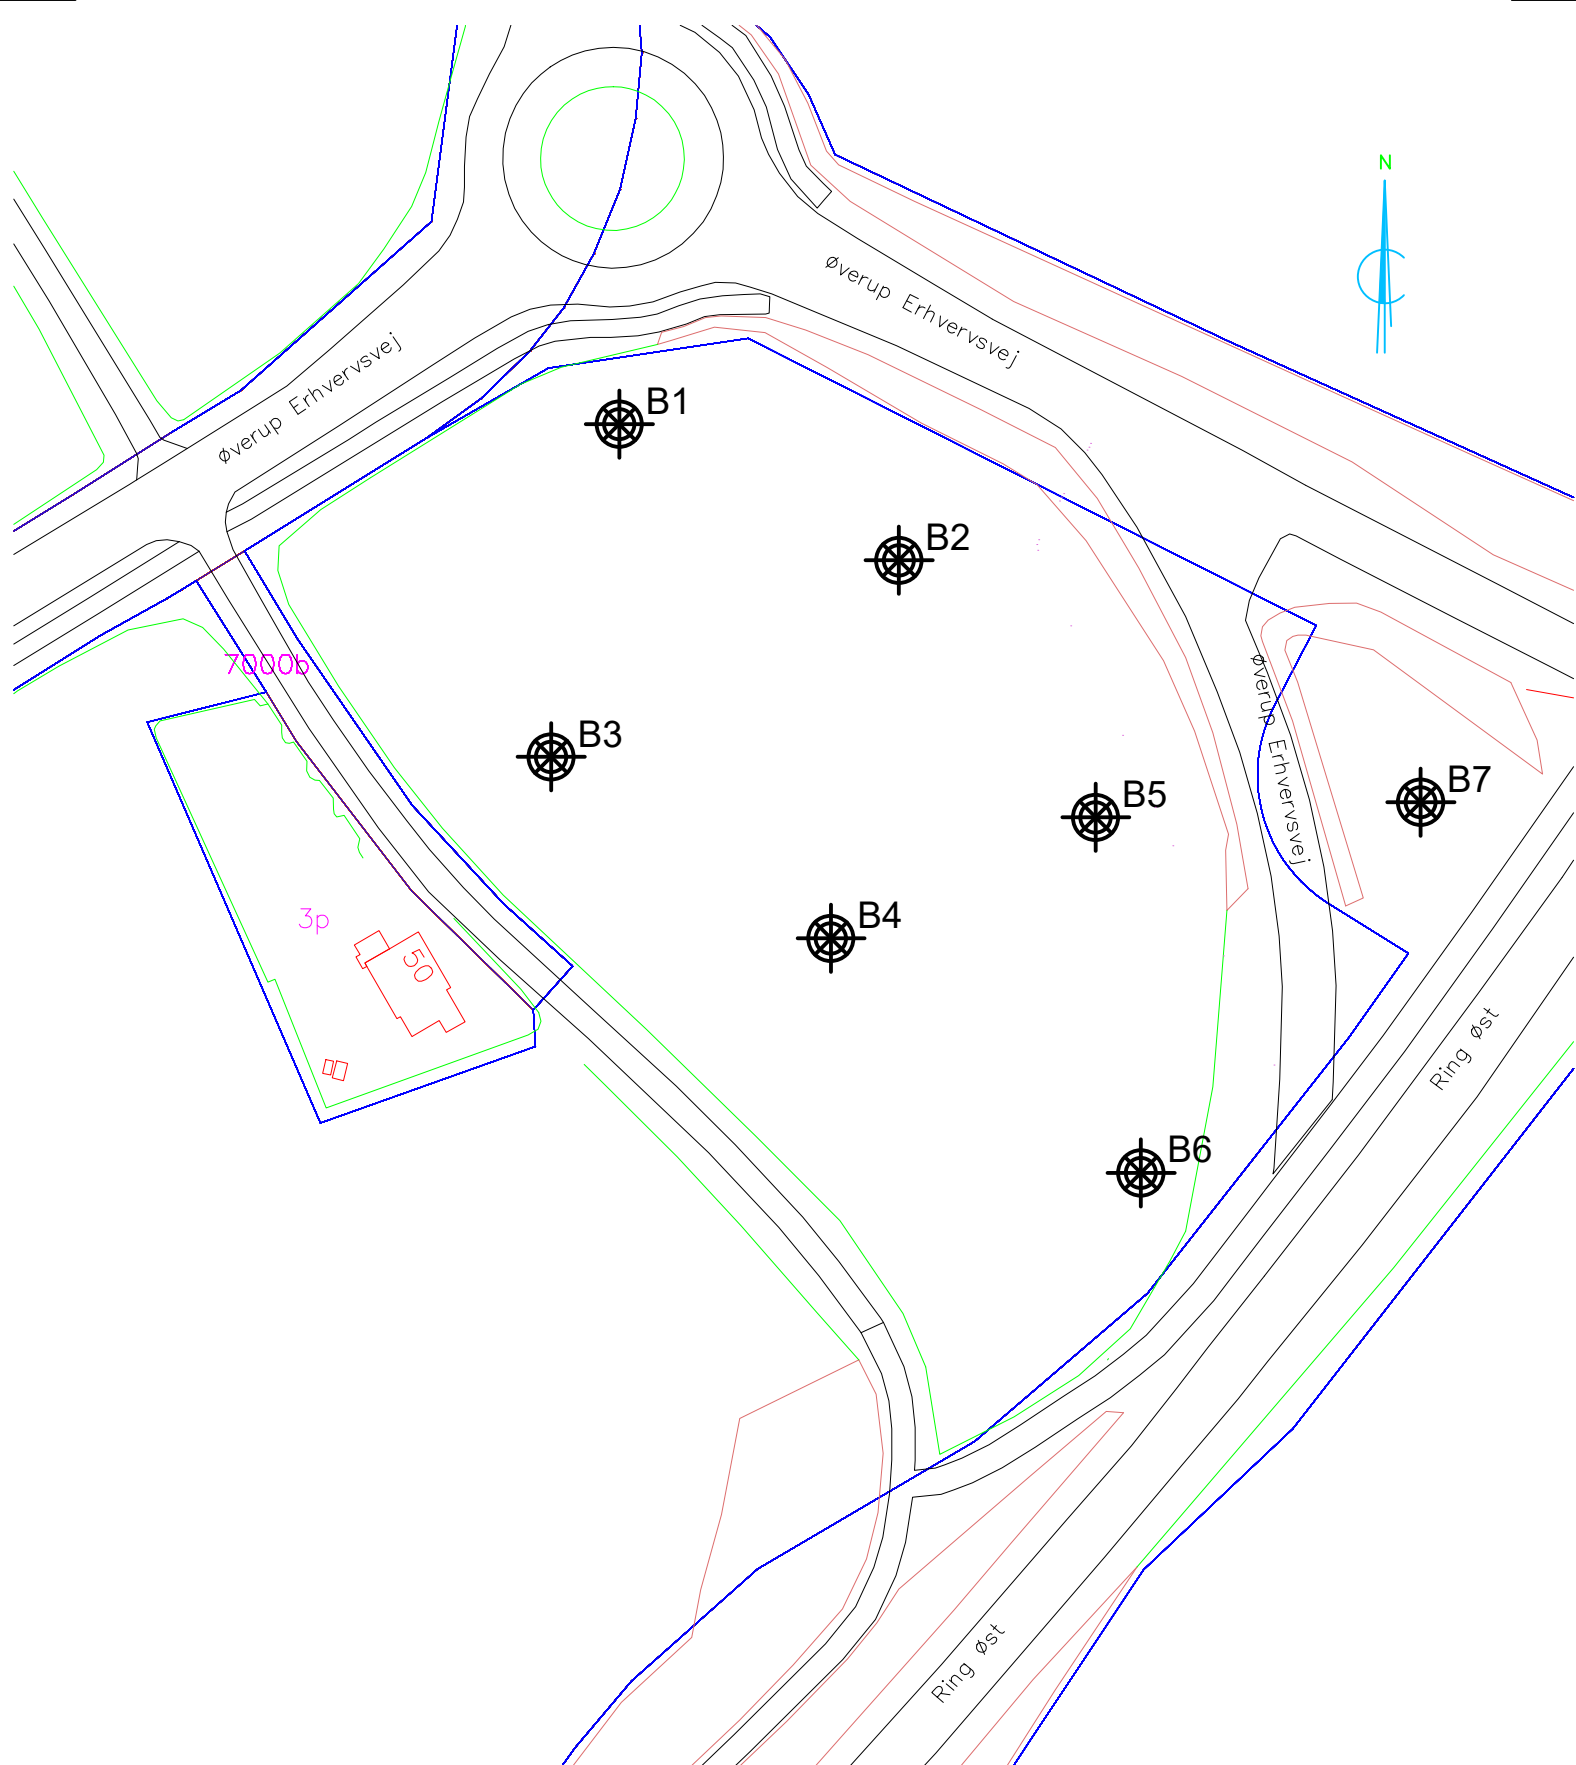 N
øverup Erhvervsvej
øverup Erhvervsvej
B1
B2
7000b
øverup Erhvervsvej
B3
B5
B7
3p
B4
50
Ring øst
B6
Ring øst